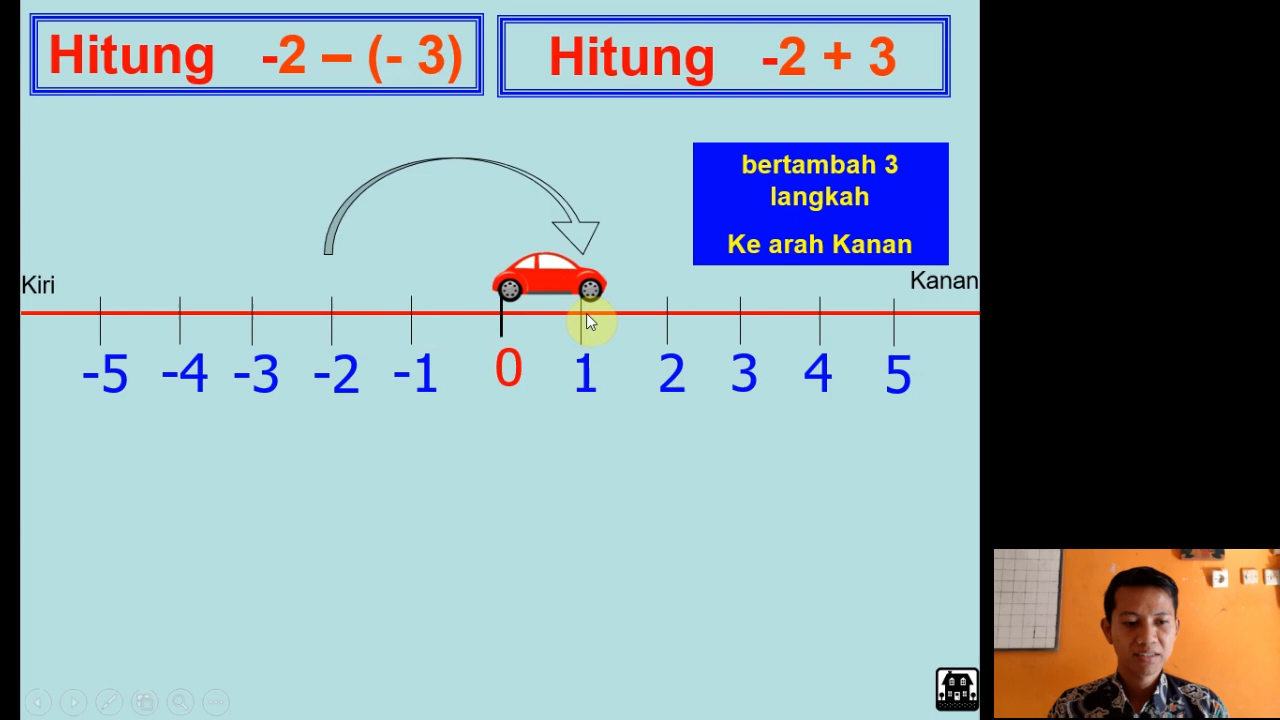 Hitung -2 – (- 3)
Hitung -2 + 3
bertambah 3
langkah
Ke arah Kanan
Kiri
Kanan
-5 -4 -3 -2 -1 0 1 2 3 4 5